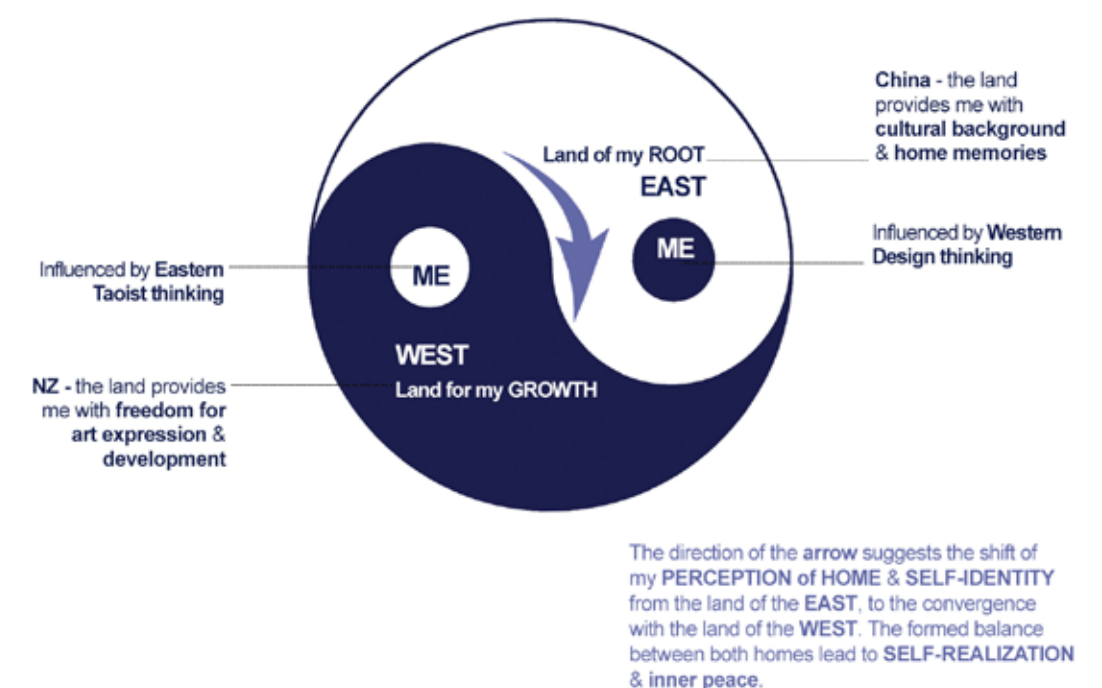 China - the land
provides me with
cultural background
& home memories
Land of my ROOT
EAST
ME
Influenced by Western
Design thinking
Influenced by Eastern
Taoist thinking
ME
WEST
Land for my GROWTH
NZ - the land provides
me with freedom for
art expression &
development
The direction of the arrow suggests the shift of
my PERCEPTION of HOME & SELF-IDENTITY
from the land of the EAST, to the convergence
with the land of the WEST. The formed balance
between both homes lead to SELF-REALIZATION
& inner peace.